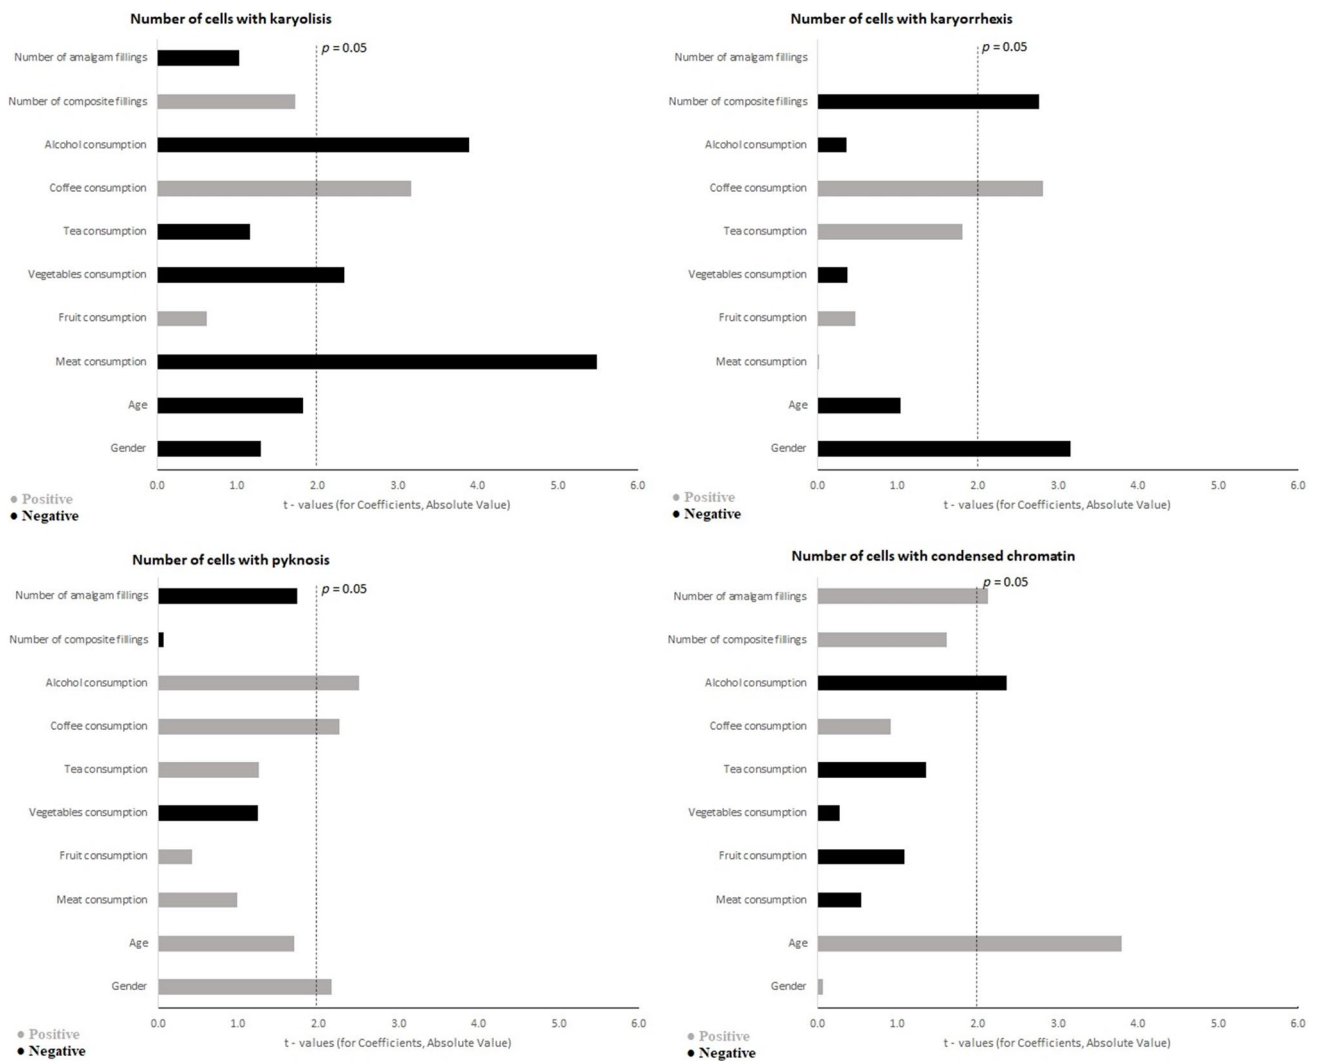 Number of cells with karyolisis
p = 0.05
Number of amalgam fillings
Number of composite fillings
Alcohol consumption
Coffee consumption
Tea consumption
Vegetables consumption
Fruit consumption
Meat consumption
Age
Gender
0.0 1.0 2.0 3.0 4.0 5.0 6.0
t - values (for Coefficients, Absolute Value)
● Positive
● Negative
Number of cells with karyorrhexis
p = 0.05
Number of amalgam fillings
Number of composite fillings
Alcohol consumption
Coffee consumption
Tea consumption
Vegetables consumption
Fruit consumption
Meat consumption
Age
Gender
0.0 1.0 2.0 3.0 4.0 5.0 6.0
t - values (for Coefficients, Absolute Value)
● Positive
● Negative
Number of cells with pyknosis
p = 0.05
Number of amalgam fillings
Number of composite fillings
Alcohol consumption
Coffee consumption
Tea consumption
Vegetables consumption
Fruit consumption
Meat consumption
Age
Gender
0.0 1.0 2.0 3.0 4.0 5.0 6.0
t - values (for Coefficients, Absolute Value)
● Positive
● Negative
Number of cells with condensed chromatin
p = 0.05
Number of amalgam fillings
Number of composite fillings
Alcohol consumption
Coffee consumption
Tea consumption
Vegetables consumption
Fruit consumption
Meat consumption
Age
Gender
0.0 1.0 2.0 3.0 4.0 5.0 6.0
t - values (for Coefficients, Absolute Value)
● Positive
● Negative